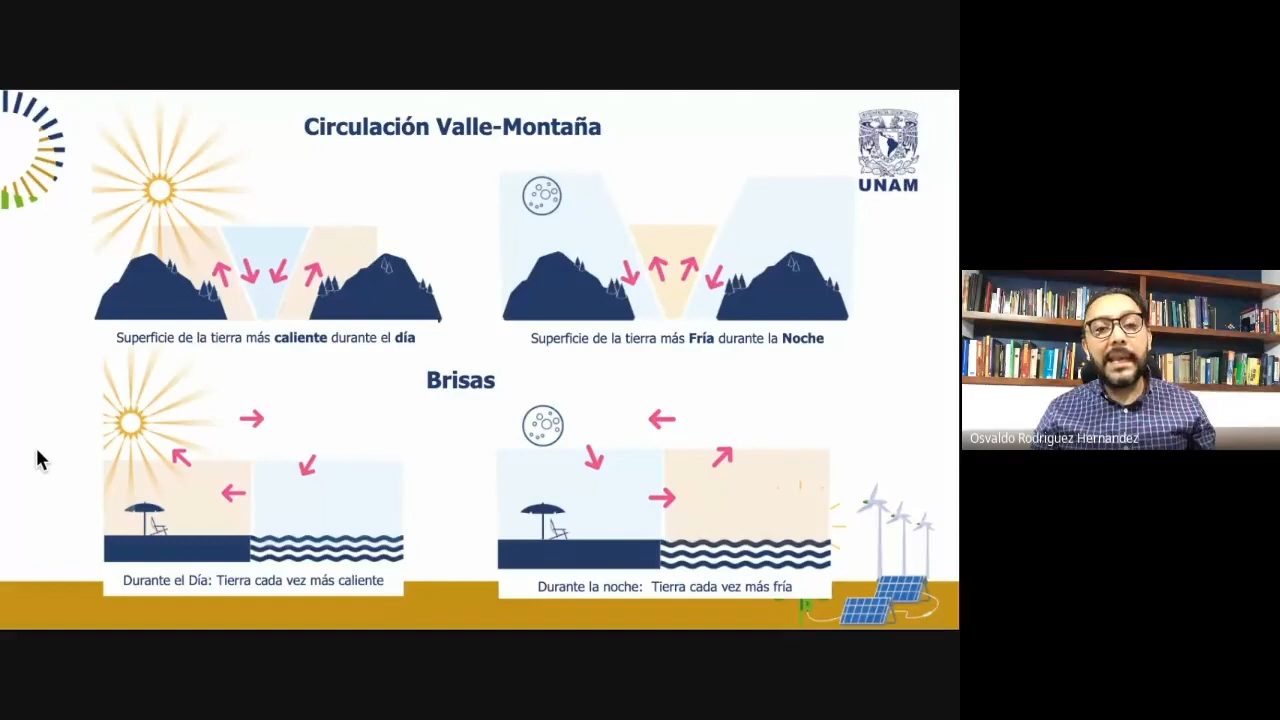 Circulación Valle-Montaña
UNAM
Superficie de la tierra más caliente durante el día
Superficie de la tierra más Fría durante la Noche
Brisas
Durante el Día: Tierra cada vez más caliente
Durante la noche: Tierra cada vez más fría
Osvaldo Rodriguez Hernandez